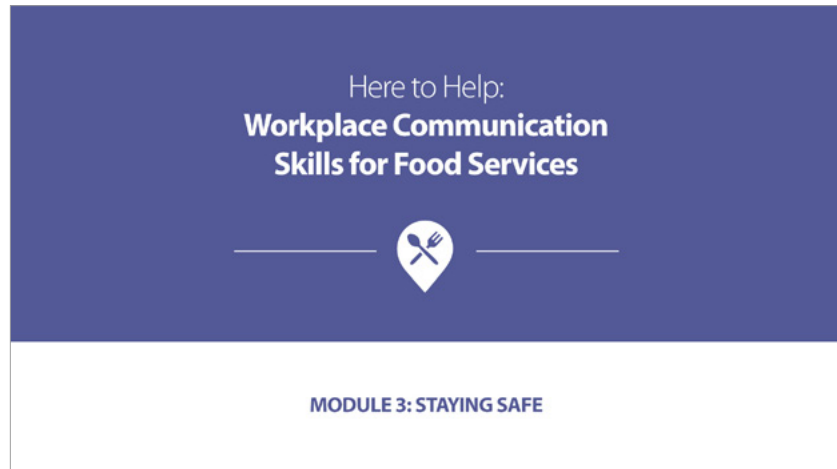 Here to Help:
Workplace Communication
Skills for Food Services
MODULE 3: STAYING SAFE